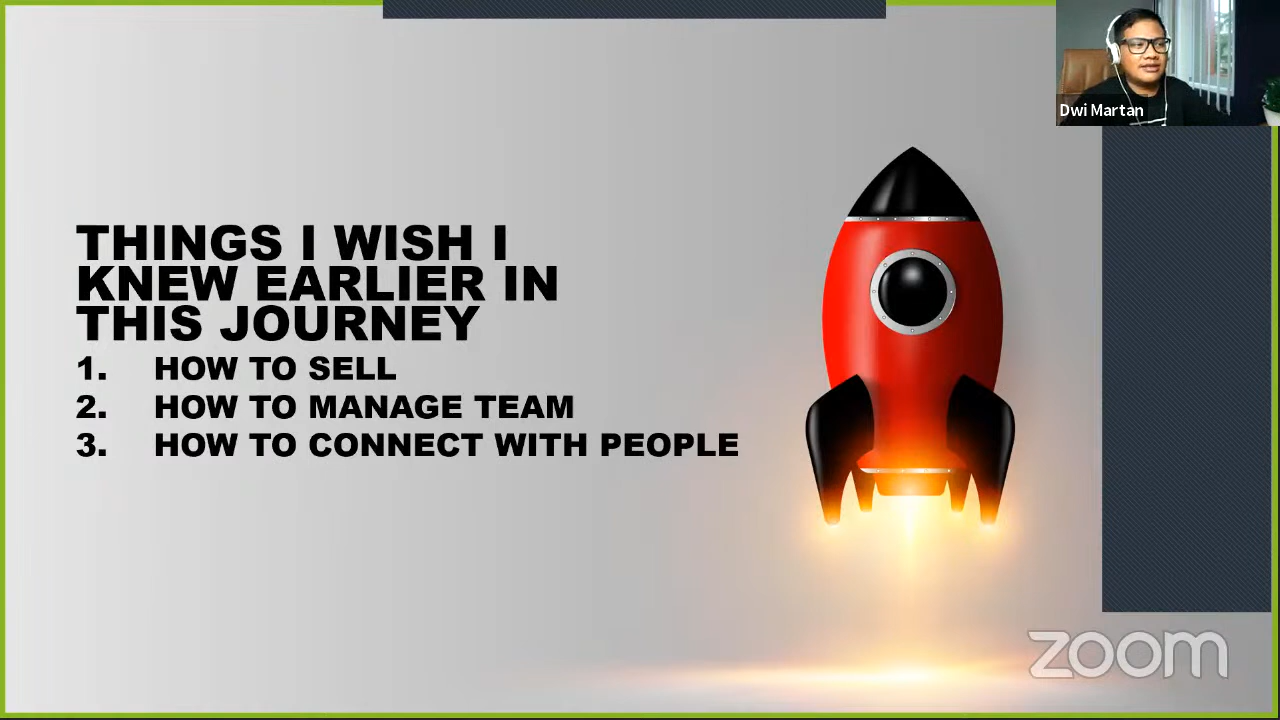 Dwi Martan
THINGS I WISH I
KNEW EARLIER IN
THIS JOURNEY
1. HOW TO SELL
2. HOW TO MANAGE TEAM
3. HOW TO CONNECT WITH PEOPLE
zoom